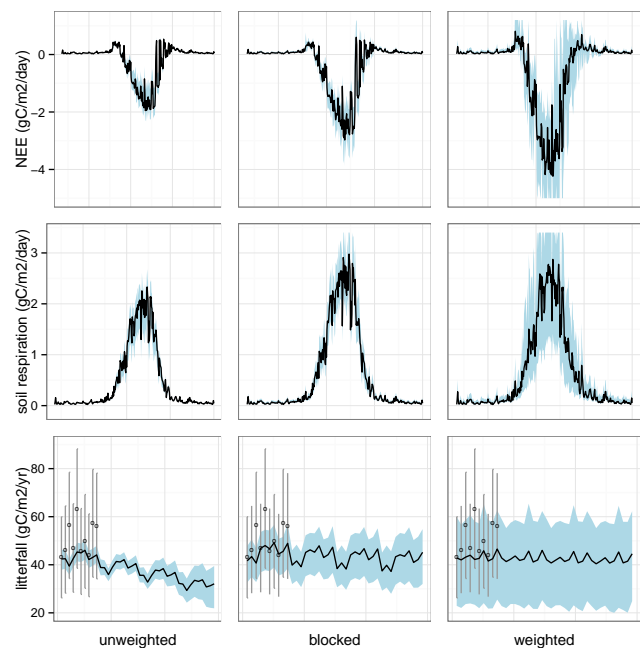 NEE (gC/m2/day)
0
−2
−4
soil respiration (gC/m2/day)
3
2
1
0
litterfall (gC/m2/yr)
80
60
40
20
unweighted blocked weighted